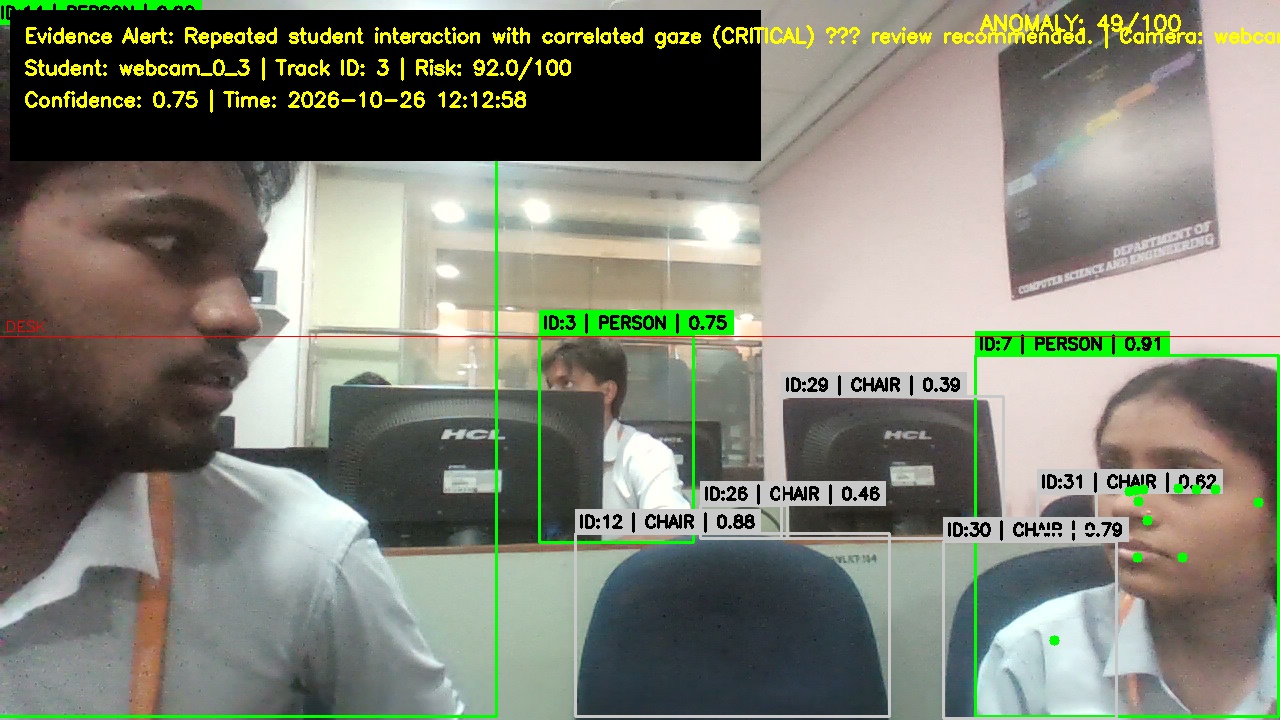 Evidence Alert: Repeated student interaction with correlated gaze (CRITICAL) ??? review recommended. | Camera: webca
ANOMALY: 49/100
Student: webcam_0_3 | Track ID: 3 | Risk: 92.0/100
Confidence: 0.75 | Time: 2026-10-26 12:12:58
DEPARTMENT OF
COMPUTER SCIENCE AND ENGINEERING
DESK
ID:3 | PERSON | 0.75
ID:7 | PERSON | 0.91
ID:29 | CHAIR | 0.39
HCL
HCL
ID:31 | CHAIR | 0.62
ID:26 | CHAIR | 0.46
ID:12 | CHAIR | 0.88
ID:30 | CHAIR | 0.79